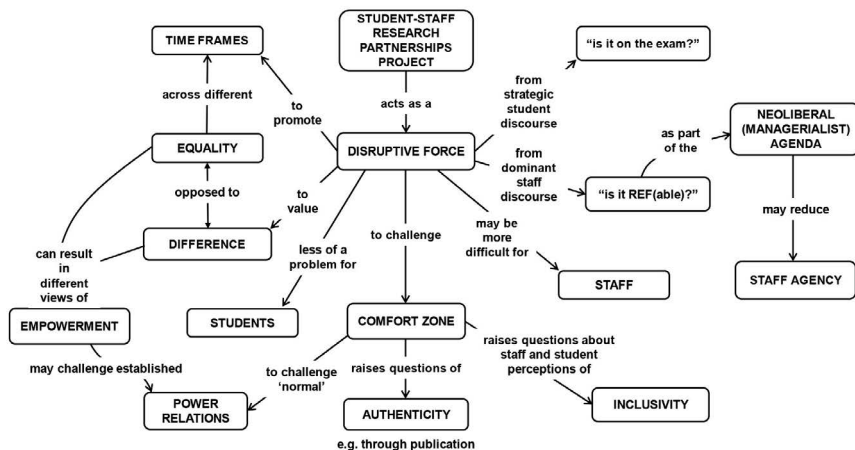 STUDENT-STAFF
RESEARCH
PARTNERSHIPS
PROJECT
TIME FRAMES
“is it on the exam?”
from
strategic
student
discourse
across different
to
promote
acts as a
NEOLIBERAL
(MANAGERIALIST)
AGENDA
as part
of the
EQUALITY
DISRUPTIVE FORCE
from
dominant
staff
discourse
“is it REF(able)?”
opposed to
to
value
may reduce
can result
in
different
views of
DIFFERENCE
less of a
problem for
to challenge
may be
more
difficult for
STAFF
STAFF AGENCY
EMPOWERMENT
STUDENTS
COMFORT ZONE
raises questions about
staff and student
perceptions of
may challenge established
to challenge
‘normal’
raises questions of
POWER
RELATIONS
AUTHENTICITY
INCLUSIVITY
e.g. through publication